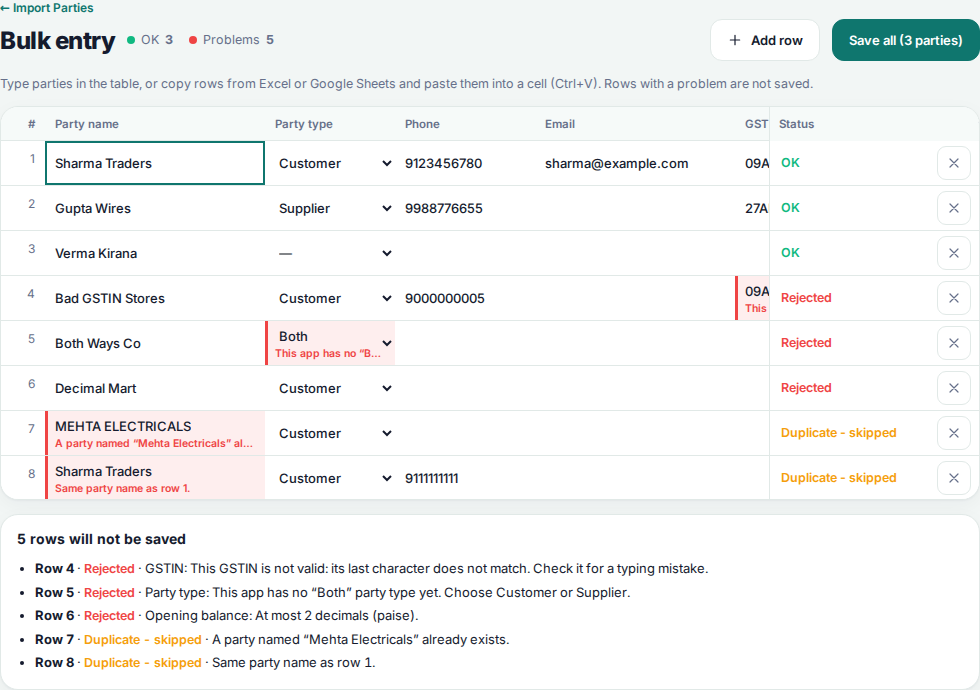 ← Import Parties
Bulk entry OK 3 Problems 5 + Add row Save all (3 parties)
Type parties in the table, or copy rows from Excel or Google Sheets and paste them into a cell (Ctrl+V). Rows with a problem are not saved.
# Party name Party type Phone Email GST Status
1 Sharma Traders Customer 9123456780 sharma@example.com 09A OK
2 Gupta Wires Supplier 9988776655 27A OK
3 Verma Kirana — OK
4 Bad GSTIN Stores Customer 9000000005 09A Rejected
This
5 Both Ways Co Both Rejected
This app has no “B...
6 Decimal Mart Customer Rejected
7 MEHTA ELECTRICALS Customer Duplicate - skipped
A party named “Mehta Electricals” al...
8 Sharma Traders Customer 9111111111 Duplicate - skipped
Same party name as row 1.
5 rows will not be saved
• Row 4 · Rejected · GSTIN: This GSTIN is not valid: its last character does not match. Check it for a typing mistake.
• Row 5 · Rejected · Party type: This app has no “Both” party type yet. Choose Customer or Supplier.
• Row 6 · Rejected · Opening balance: At most 2 decimals (paise).
• Row 7 · Duplicate - skipped · A party named “Mehta Electricals” already exists.
• Row 8 · Duplicate - skipped · Same party name as row 1.